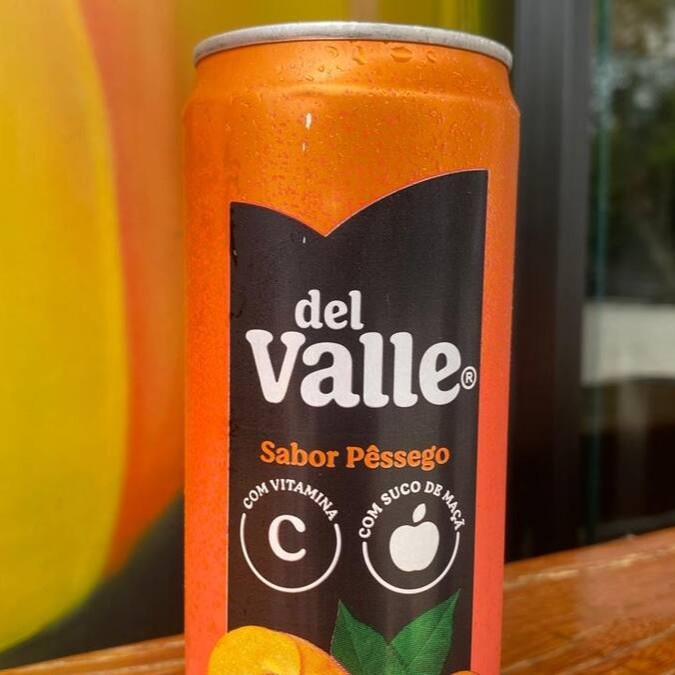 del
Valle®
Sabor Pêssego
COM VITAMINA
C
COM SUCO DE MAÇÃ